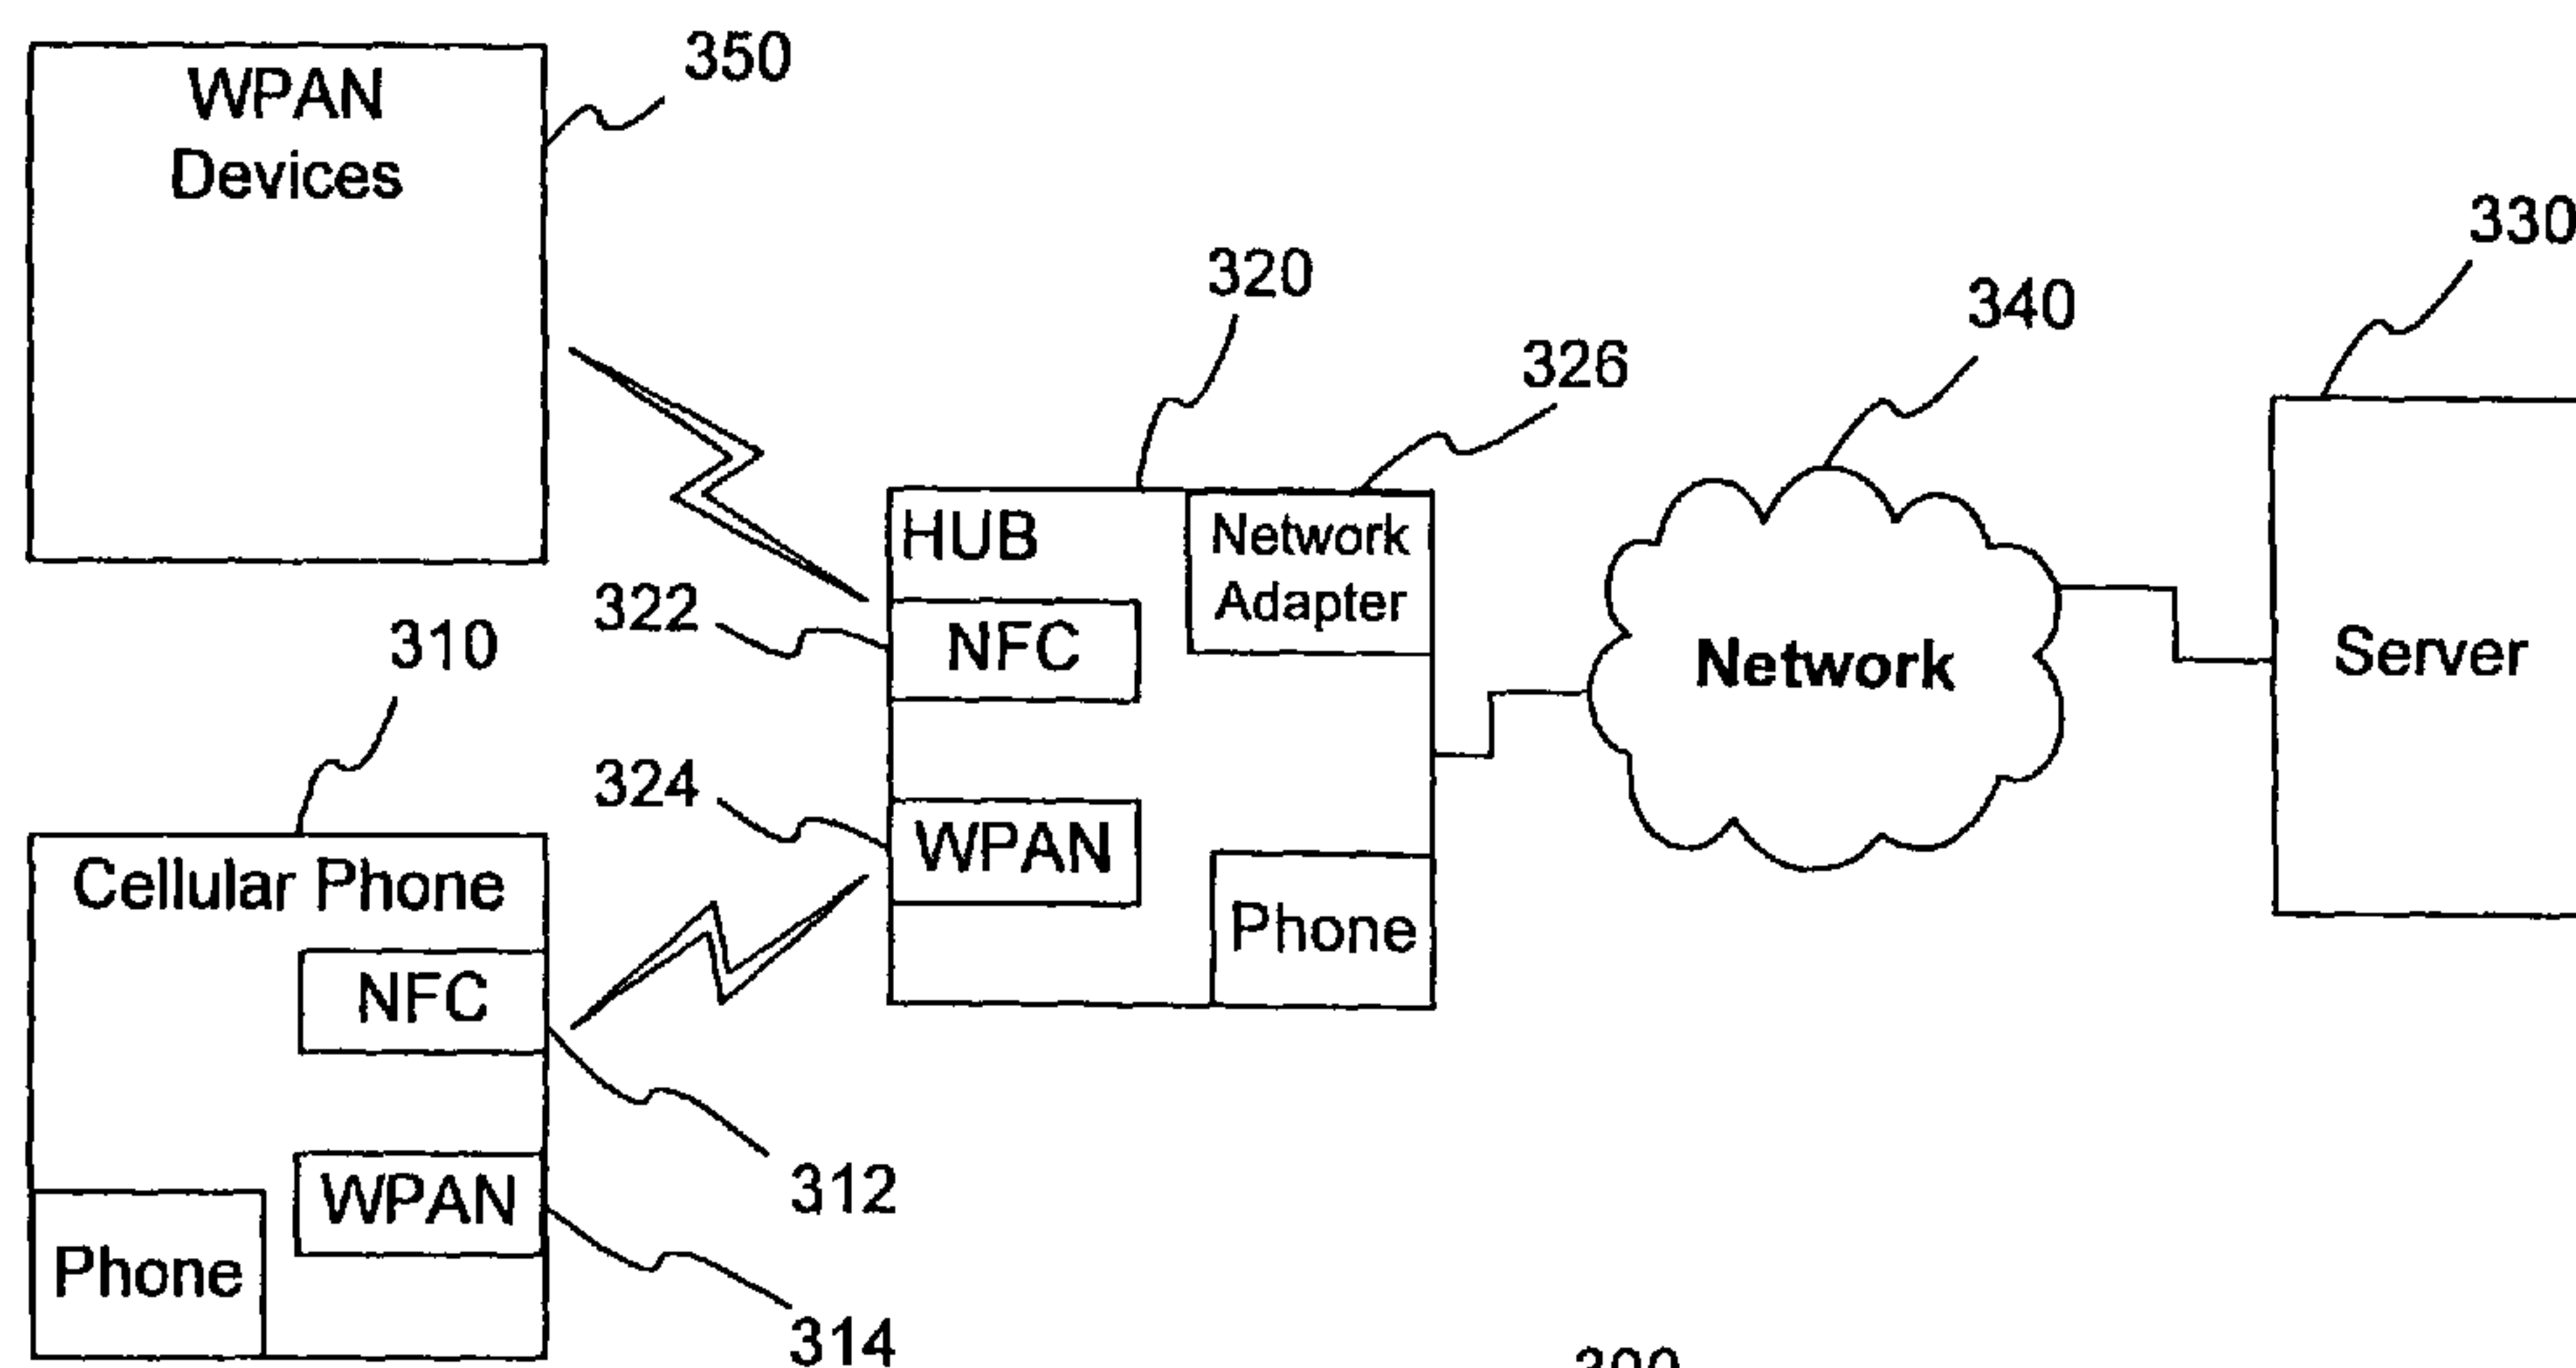 WPAN
Devices
350
320
326
340
330
HUB
Network
Adapter
322
NFC
324
WPAN
Phone
Network
Server
310
Cellular Phone
NFC
312
WPAN
314
Phone